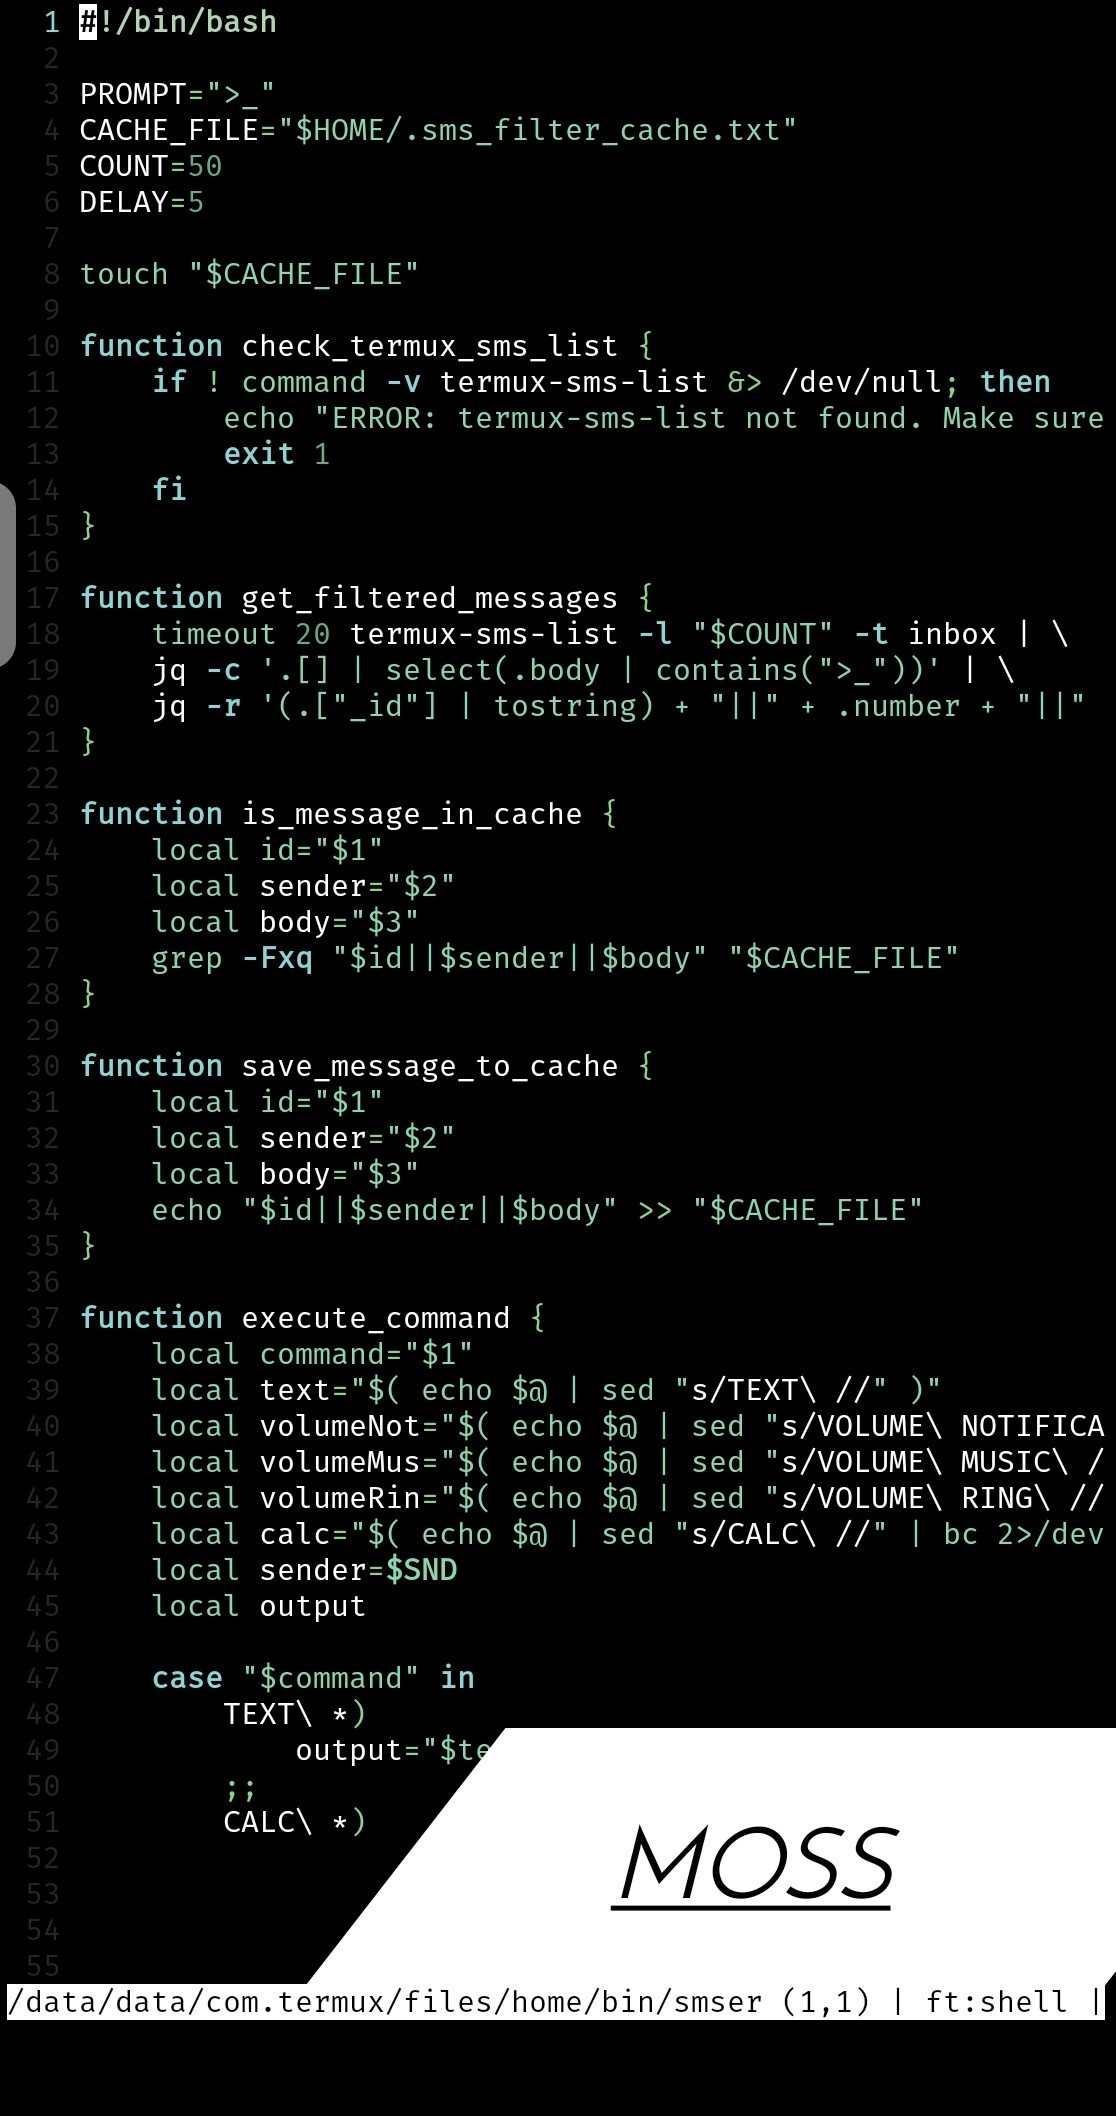 1 #!/bin/bash
2
3 PROMPT=">_"
4 CACHE_FILE="$HOME/.sms_filter_cache.txt"
5 COUNT=50
6 DELAY=5
7
8 touch "$CACHE_FILE"
9
10 function check_termux_sms_list {
11     if ! command -v termux-sms-list &> /dev/null; then
12         echo "ERROR: termux-sms-list not found. Make sure
13         exit 1
14     fi
15 }
16
17 function get_filtered_messages {
18     timeout 20 termux-sms-list -l "$COUNT" -t inbox | \
19     jq -c '.[] | select(.body | contains(">_"))' | \
20     jq -r '(.["_id"] | tostring) + "||" + .number + "||"
21 }
22
23 function is_message_in_cache {
24     local id="$1"
25     local sender="$2"
26     local body="$3"
27     grep -Fxq "$id||$sender||$body" "$CACHE_FILE"
28 }
29
30 function save_message_to_cache {
31     local id="$1"
32     local sender="$2"
33     local body="$3"
34     echo "$id||$sender||$body" >> "$CACHE_FILE"
35 }
36
37 function execute_command {
38     local command="$1"
39     local text="$( echo $@ | sed "s/TEXT\ //" )"
40     local volumeNot="$( echo $@ | sed "s/VOLUME\ NOTIFICA
41     local volumeMus="$( echo $@ | sed "s/VOLUME\ MUSIC\ /
42     local volumeRin="$( echo $@ | sed "s/VOLUME\ RING\ //
43     local calc="$( echo $@ | sed "s/CALC\ //" | bc 2>/dev
44     local sender=$SND
45     local output
46
47     case "$command" in
48         TEXT\ *)
49             output="$te
50         ;;
51         CALC\ *)
52
53
54
55
MOSS
/data/data/com.termux/files/home/bin/smser (1,1) | ft:shell |